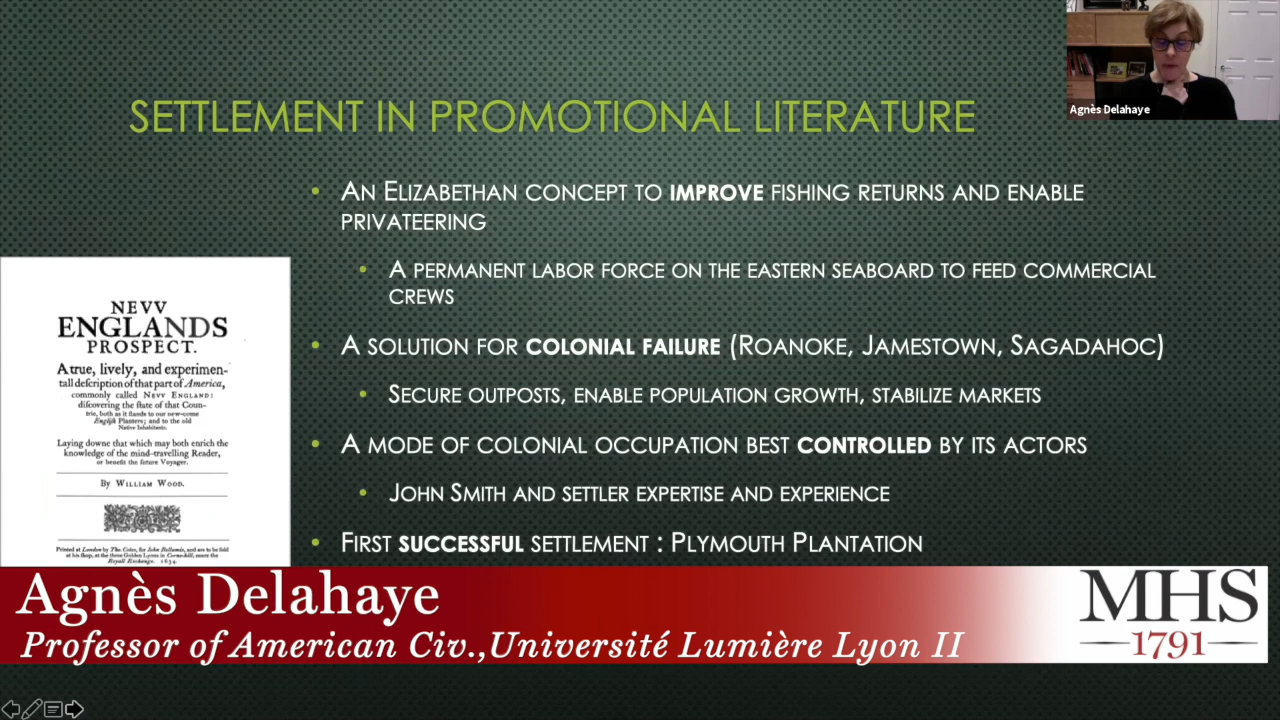 SETTLEMENT IN PROMOTIONAL LITERATURE
Agnès Delahaye
• AN ELIZABETHAN CONCEPT TO IMPROVE FISHING RETURNS AND ENABLE
PRIVATEERING
• A PERMANENT LABOR FORCE ON THE EASTERN SEABOARD TO FEED COMMERCIAL
CREWS
• A SOLUTION FOR COLONIAL FAILURE (ROANOKE, JAMESTOWN, SAGADAHOC)
• SECURE OUTPOSTS, ENABLE POPULATION GROWTH, STABILIZE MARKETS
• A MODE OF COLONIAL OCCUPATION BEST CONTROLLED BY ITS ACTORS
• JOHN SMITH AND SETTLER EXPERTISE AND EXPERIENCE
• FIRST SUCCESSFUL SETTLEMENT : PLYMOUTH PLANTATION
NEVV
ENGLANDS
PROSPECT.
A true, lively, and experimen-
tall description of that part of America,
commonly called NEVV ENGLAND:
discovering the state of that Coun-
trie, both as it stands to our new-come
English Planters; and to the old
Native Inhabitants.
Laying downe that which may both enrich the
knowledge of the mind-travelling Reader,
or benefit the future Voyager.
By WILLIAM WOOD.
Printed at London by Tho. Cotes, for John Bellamie, and are to be sold
at his shop, at the three Golden Lyons in Corne-hill, neere the
Royall Exchange. 1634.
Agnès Delahaye
Professor of American Civ.,Université Lumière Lyon II
MHS
1791